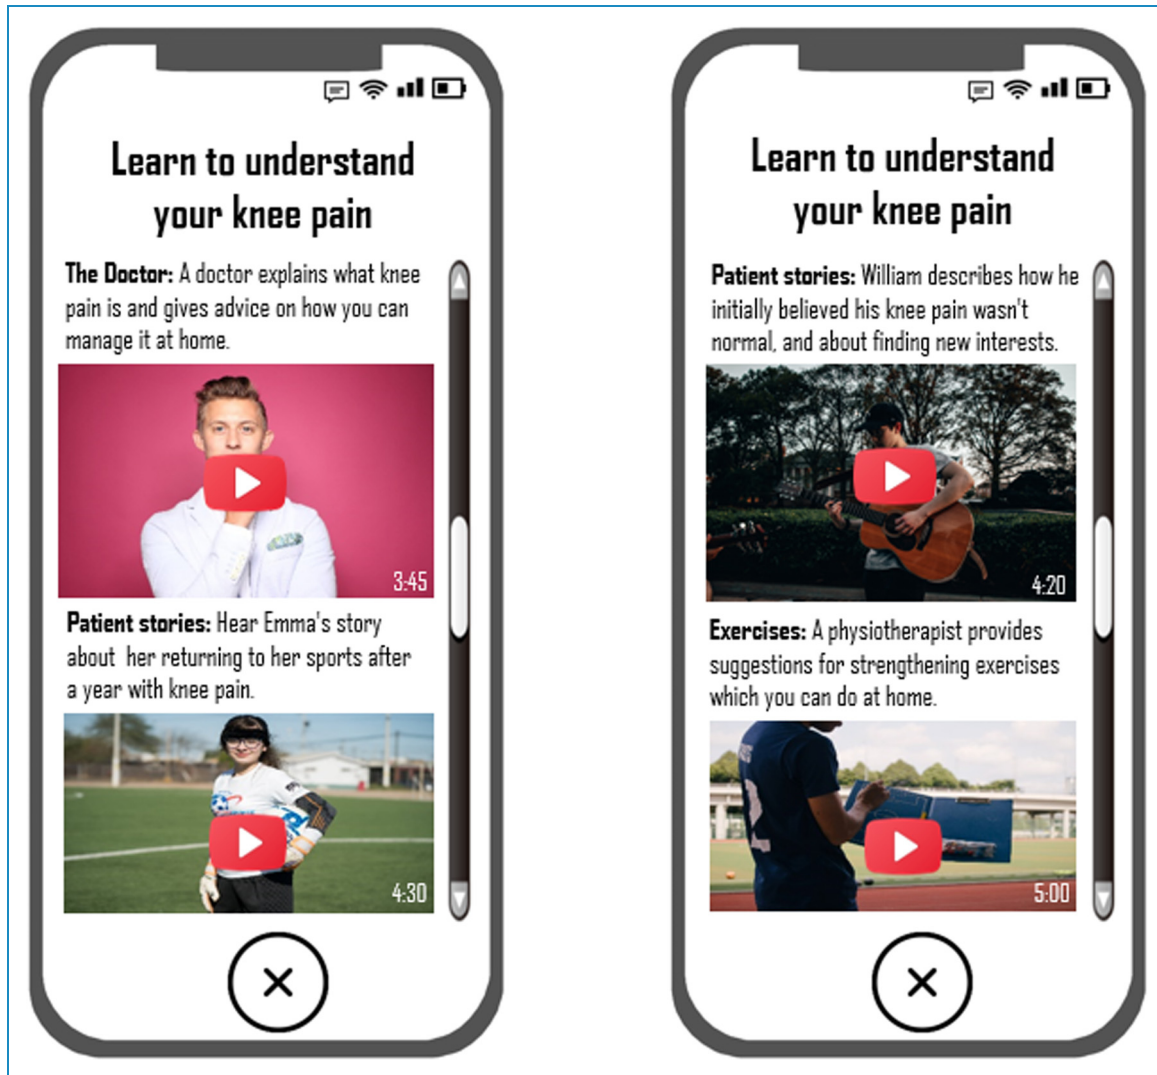 Learn to understand
your knee pain
The Doctor: A doctor explains what knee
pain is and gives advice on how you can
manage it at home.
3:45
Patient stories: Hear Emma's story
about her returning to her sports after
a year with knee pain.
4:30
Learn to understand
your knee pain
Patient stories: William describes how he
initially believed his knee pain wasn't
normal, and about finding new interests.
4:20
Exercises: A physiotherapist provides
suggestions for strengthening exercises
which you can do at home.
2
5:00